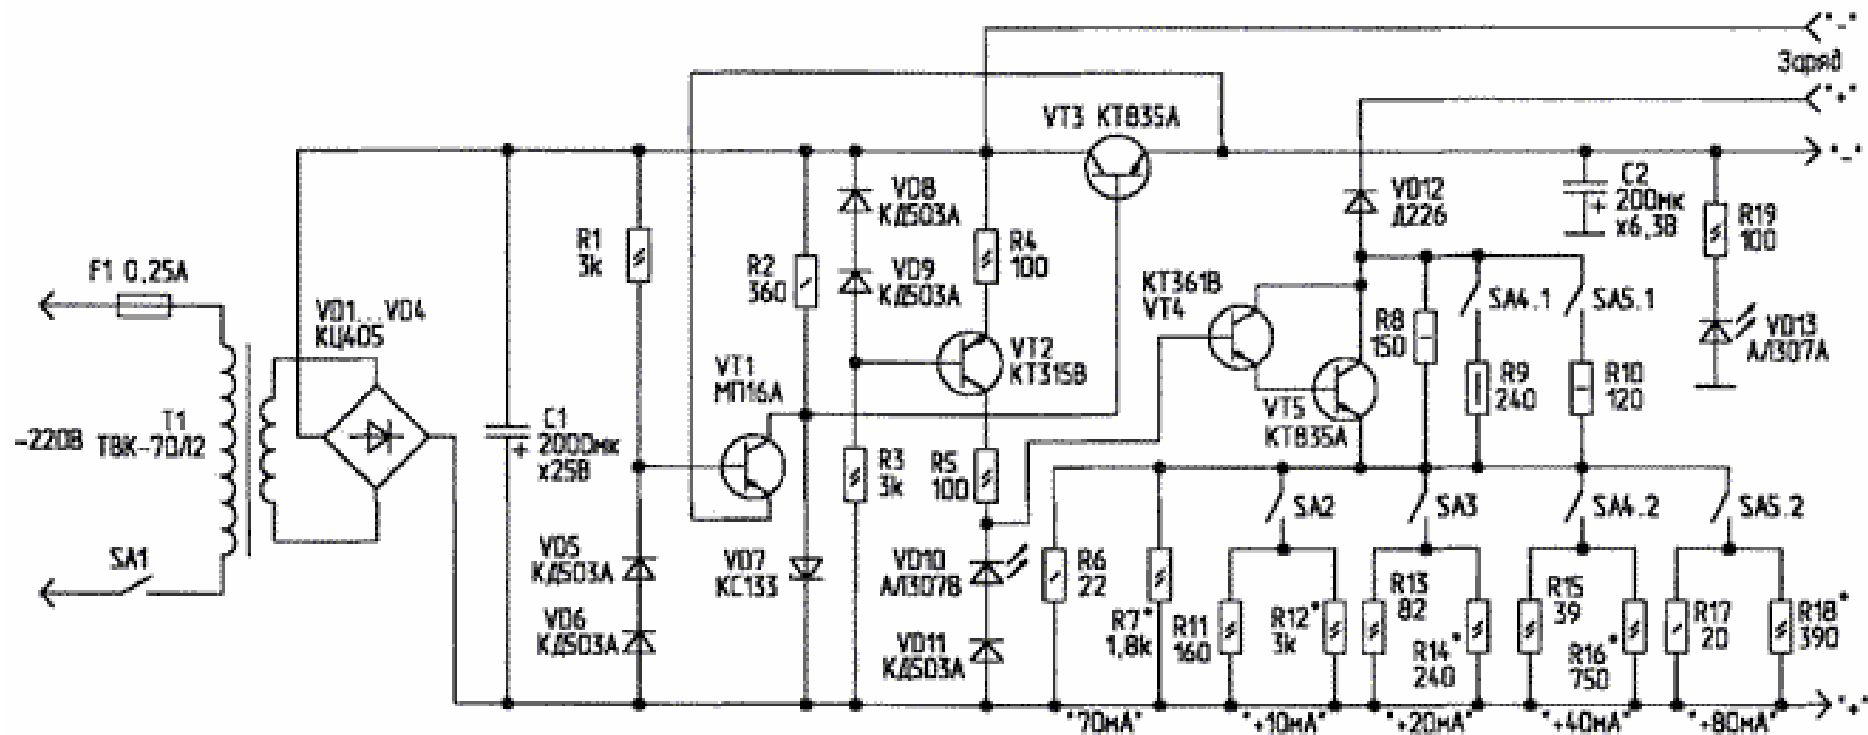 "-"
Заряд
"+"
VT3 КТ835А
"-"
VD8
КД503А
VD12
Д226
C2
200мк
x6,3В
R19
100
R1
3k
R4
100
F1 0,25А
R2
360
VD9
КД503А
КТ361В
VT4
SA4.1
SA5.1
VD1...VD4
КЦ405
R8
150
VD13
АЛ307А
VT2
КТ315В
VT1
МП16А
R9
240
R10
120
~220В
T1
ТВК-70Л2
C1
2000мк
x25В
VT5
КТ835А
R3
3k
R5
100
SA2
SA3
SA4.2
SA5.2
SA1
VD5
КД503А
VD7
КС133
VD10
АЛ307В
R6
22
R7*
1,8k
R11
160
R12*
3k
R13
82
R14*
240
R15
39
R16*
750
R17
20
R18*
390
VD6
КД503А
VD11
КД503А
"70мА"
"+10мА"
"+20мА"
"+40мА"
"+80мА"
"+"